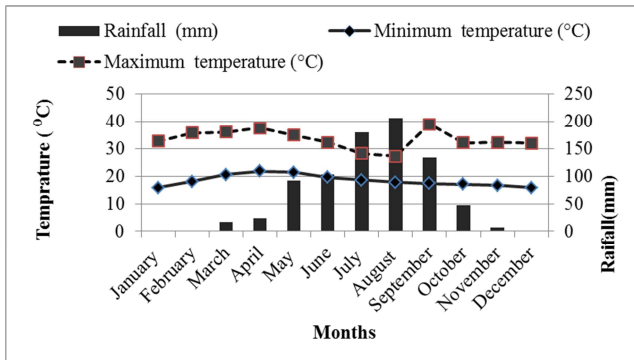 Rainfall (mm) Minimum temperature (°C)
Maximum temperature (°C)
Temprature ( ⁰C)
50
40
30
20
10
0
250
200
150
100
50
0
Raifall(mm)
January
February
March
April
May
June
July
August
September
October
November
December
Months